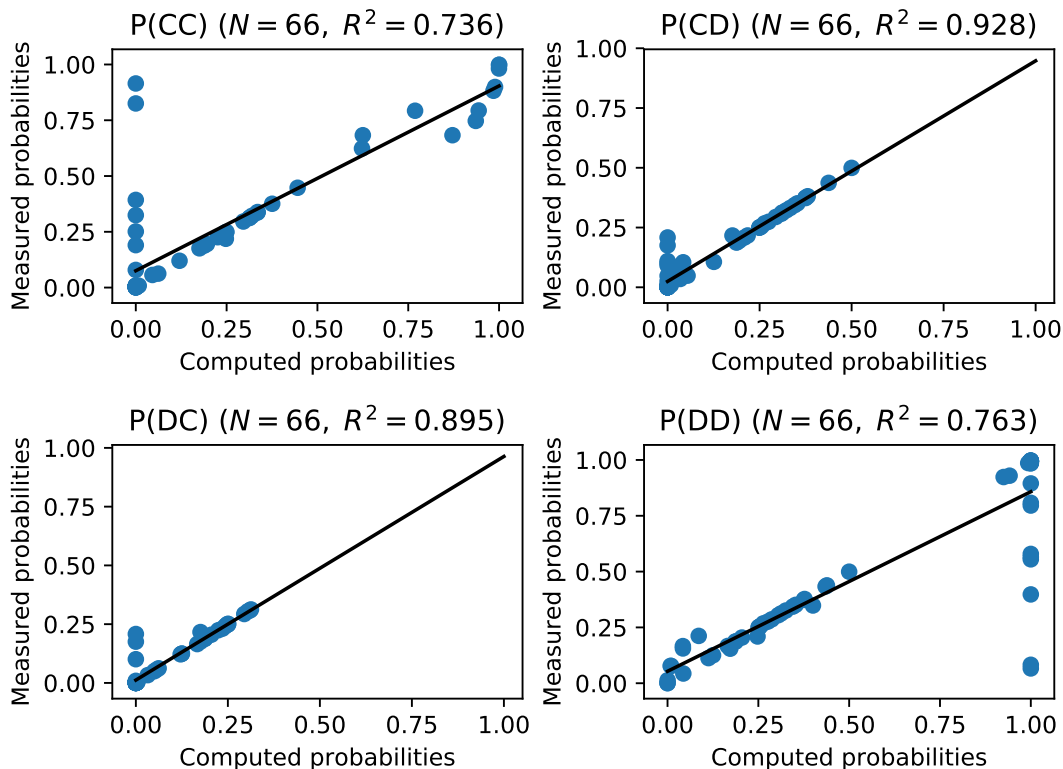 P(CC) (N = 66, R² = 0.736)
Measured probabilities
1.00
0.75
0.50
0.25
0.00
0.00 0.25 0.50 0.75 1.00
Computed probabilities
P(CD) (N = 66, R² = 0.928)
Measured probabilities
1.00
0.75
0.50
0.25
0.00
0.00 0.25 0.50 0.75 1.00
Computed probabilities
P(DC) (N = 66, R² = 0.895)
Measured probabilities
1.00
0.75
0.50
0.25
0.00
0.00 0.25 0.50 0.75 1.00
Computed probabilities
P(DD) (N = 66, R² = 0.763)
Measured probabilities
1.00
0.75
0.50
0.25
0.00
0.00 0.25 0.50 0.75 1.00
Computed probabilities